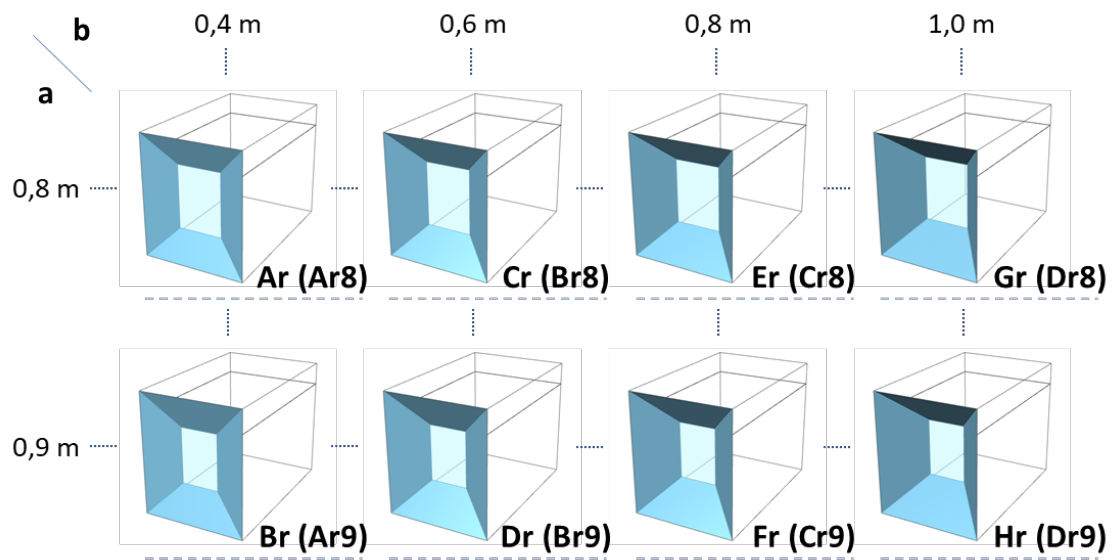 b 0,4 m 0,6 m 0,8 m 1,0 m
a
0,8 m
Ar (Ar8) Cr (Br8) Er (Cr8) Gr (Dr8)
0,9 m
Br (Ar9) Dr (Br9) Fr (Cr9) Hr (Dr9)